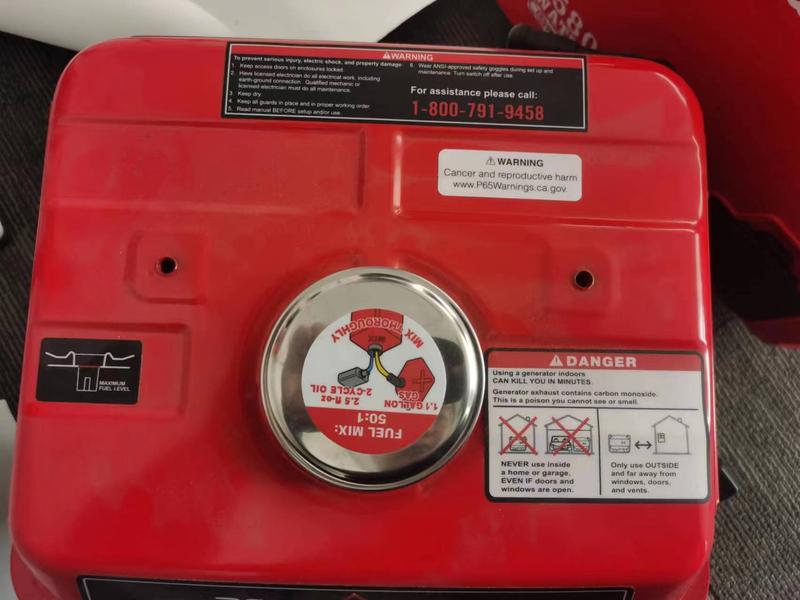 580
WARNING
To prevent serious injury, electric shock, and property damage:
1. Keep access doors on enclosures locked.
2. Have licensed electrician do all electrical work, including
earth-ground connection. Qualified mechanic or
licensed electrician must do all maintenance.
3. Keep dry.
4. Keep all guards in place and in proper working order
5. Read manual BEFORE setup and/or use.
6. Wear ANSI-approved safety goggles during set up and
maintenance. Turn switch off after use.
For assistance please call:
1-800-791-9458
WARNING
Cancer and reproductive harm
www.P65Warnings.ca.gov
MAXIMUM
FUEL LEVEL
FUEL MIX:
50:1
1.1 GALLON
GAS
2.5 fl-oz
2-CYCLE OIL
MIX THOROUGHLY
DANGER
Using a generator indoors
CAN KILL YOU IN MINUTES.
Generator exhaust contains carbon monoxide.
This is a poison you cannot see or smell.
NEVER use inside
a home or garage,
EVEN IF doors and
windows are open.
Only use OUTSIDE
and far away from
windows, doors,
and vents.